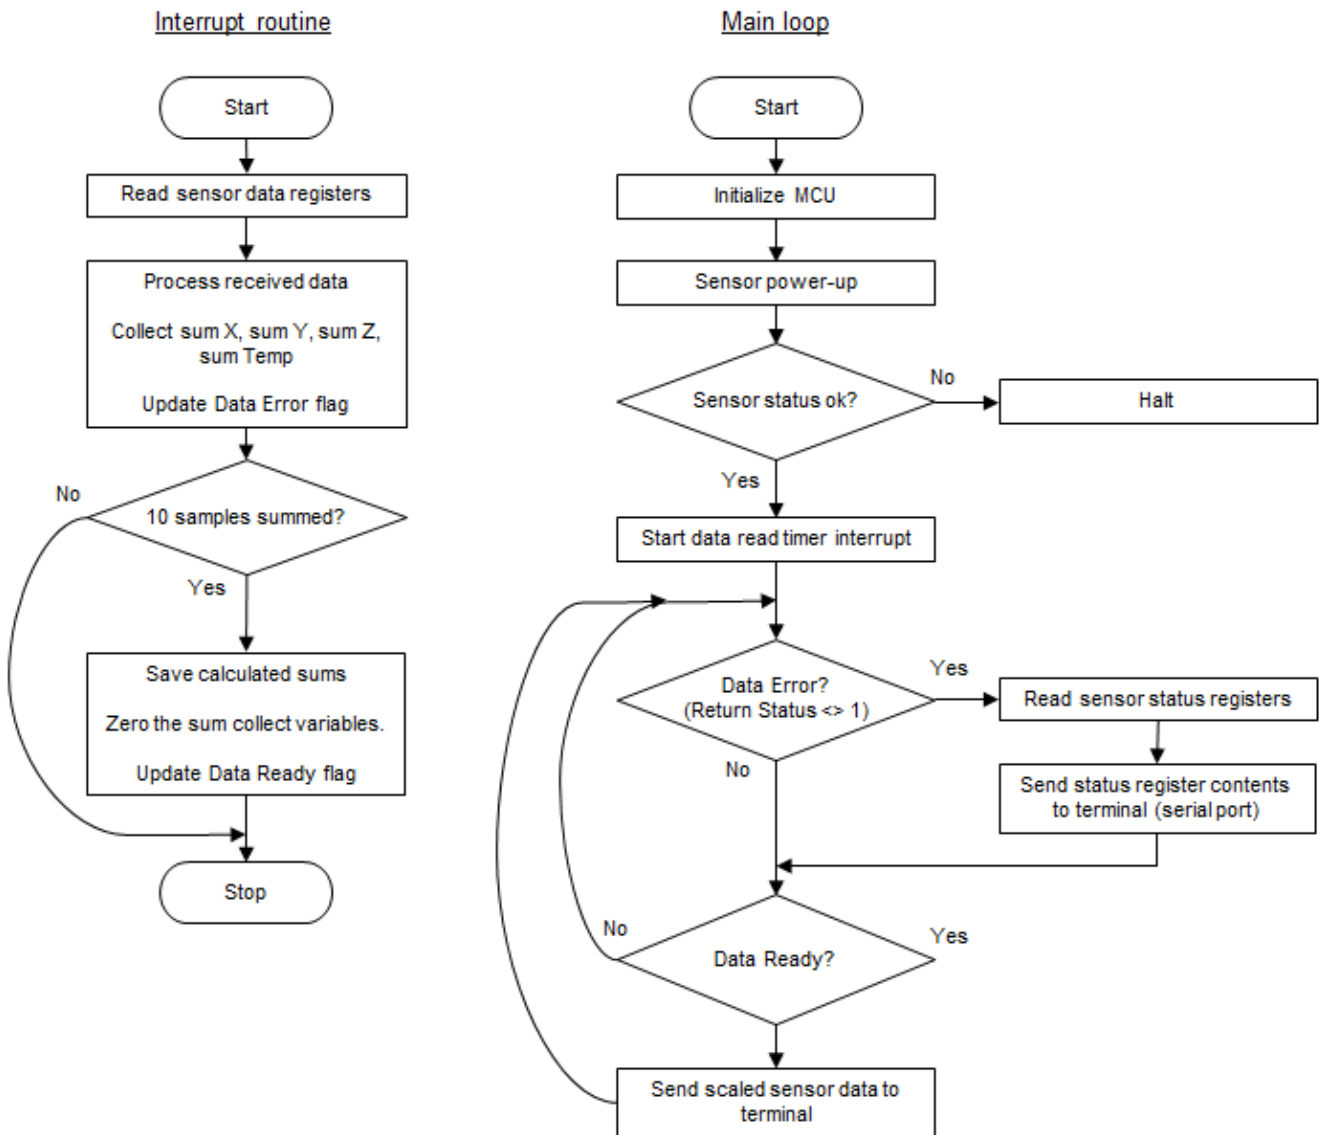 Interrupt routine
Start
Read sensor data registers
Process received data
Collect sum X, sum Y, sum Z,
sum Temp
Update Data Error flag
No
10 samples summed?
Yes
Save calculated sums
Zero the sum collect variables.
Update Data Ready flag
Stop
Main loop
Start
Initialize MCU
Sensor power-up
Sensor status ok?
No
Halt
Yes
Start data read timer interrupt
Data Error?
(Return Status <> 1)
Yes
Read sensor status registers
Send status register contents
to terminal (serial port)
No
Data Ready?
No
Yes
Send scaled sensor data to
terminal